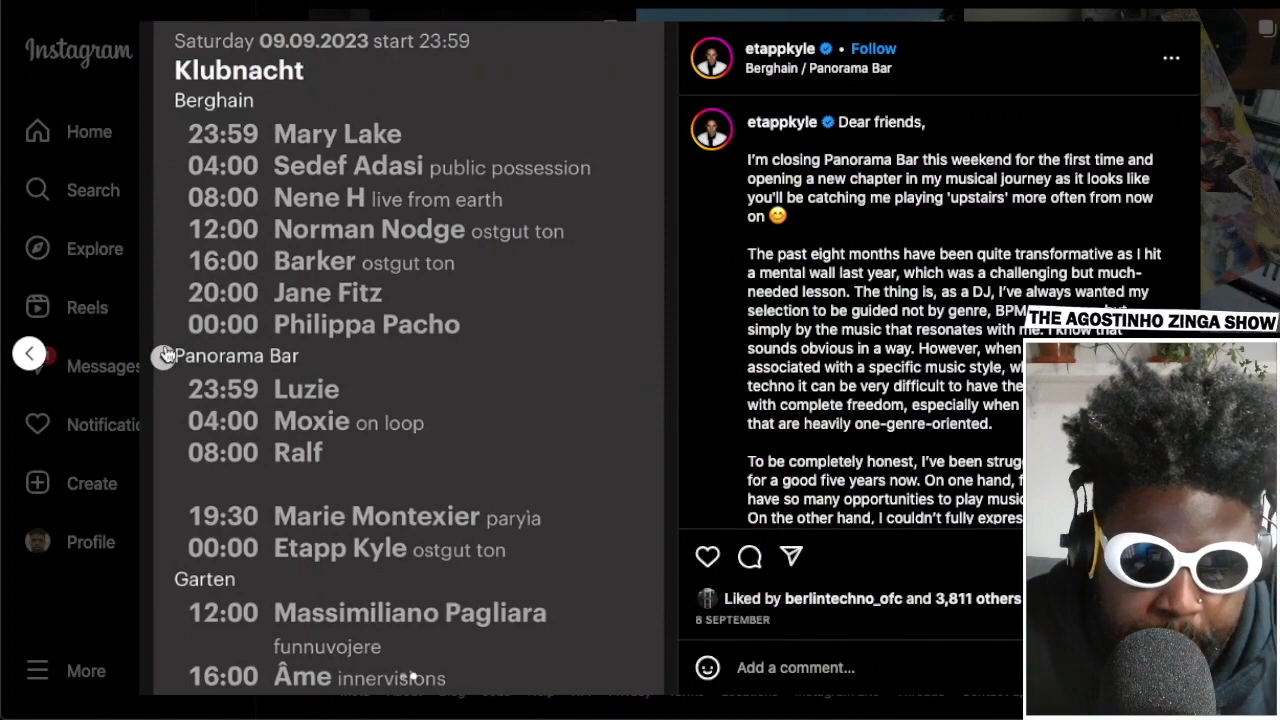 Instagram
Home
Search
Explore
Reels
Messages
Create
Profile
More
Saturday 09.09.2023 start 23:59
Klubnacht
Berghain
23:59 Mary Lake
04:00 Sedef Adasi public possession
08:00 Nene H live from earth
12:00 Norman Nodge ostgut ton
16:00 Barker ostgut ton
20:00 Jane Fitz
00:00 Philippa Pacho
Panorama Bar
23:59 Luzie
04:00 Moxie on loop
08:00 Ralf
19:30 Marie Montexier paryìa
00:00 Etapp Kyle ostgut ton
Garten
12:00 Massimiliano Pagliara
funnuvojere
16:00 Âme innervisions
etappkyle • Follow
Berghain / Panorama Bar
etappkyle Dear friends,
I'm closing Panorama Bar this weekend for the first time and
opening a new chapter in my musical journey as it looks like
you'll be catching me playing 'upstairs' more often from now
on 😊
The past eight months have been quite transformative as I hit
a mental wall last year, which was a challenging but much-
needed lesson. The thing is, as a DJ, I've always wanted my
selection to be guided not by genre, BPM
simply by the music that resonates with me. I know that
sounds obvious in a way. However, when
associated with a specific music style,
techno it can be very difficult to have the
with complete freedom, especially when
that are heavily one-genre-oriented.
To be completely honest, I've been
for a good five years now. On one hand,
have so many opportunities to play
On the other hand, I couldn't fully
Liked by berlintechno_ofc and 3,811 others
8 SEPTEMBER
Add a comment...
THE AGOSTINHO ZINGA SHOW